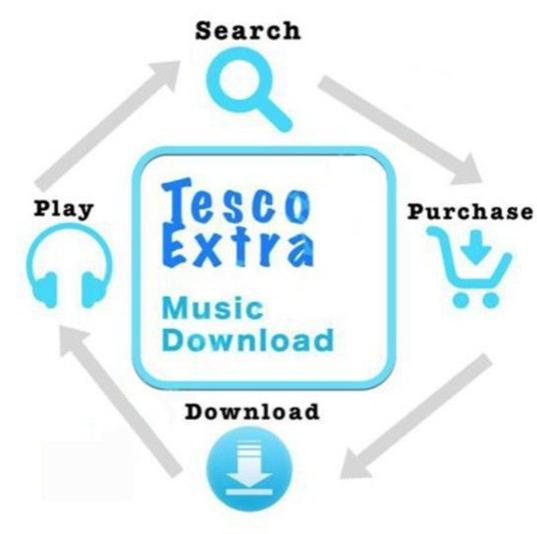 Search
Play
Purchase
Tesco
Extra
Music
Download
Download